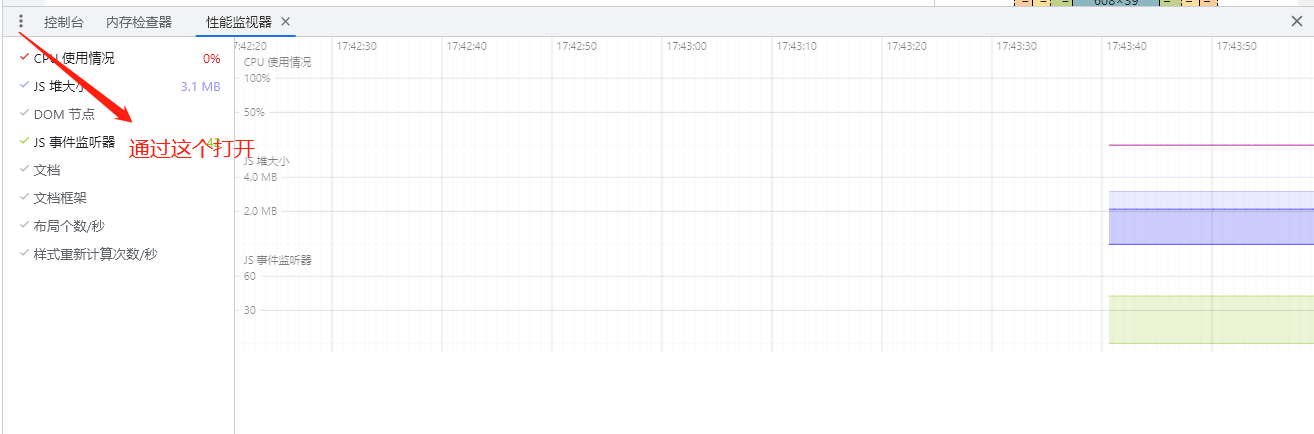 608×39
控制台 内存检查器 性能监视器
7:42:20 17:42:30 17:42:40 17:42:50 17:43:00 17:43:10 17:43:20 17:43:30 17:43:40 17:43:50
CPU 使用情况 0%
JS 堆大小 3.1 MB
DOM 节点
JS 事件监听器
文档
文档框架
布局个数/秒
样式重新计算次数/秒
通过这个打开
CPU 使用情况
100%
50%
JS 堆大小
4.0 MB
2.0 MB
JS 事件监听器
60
30